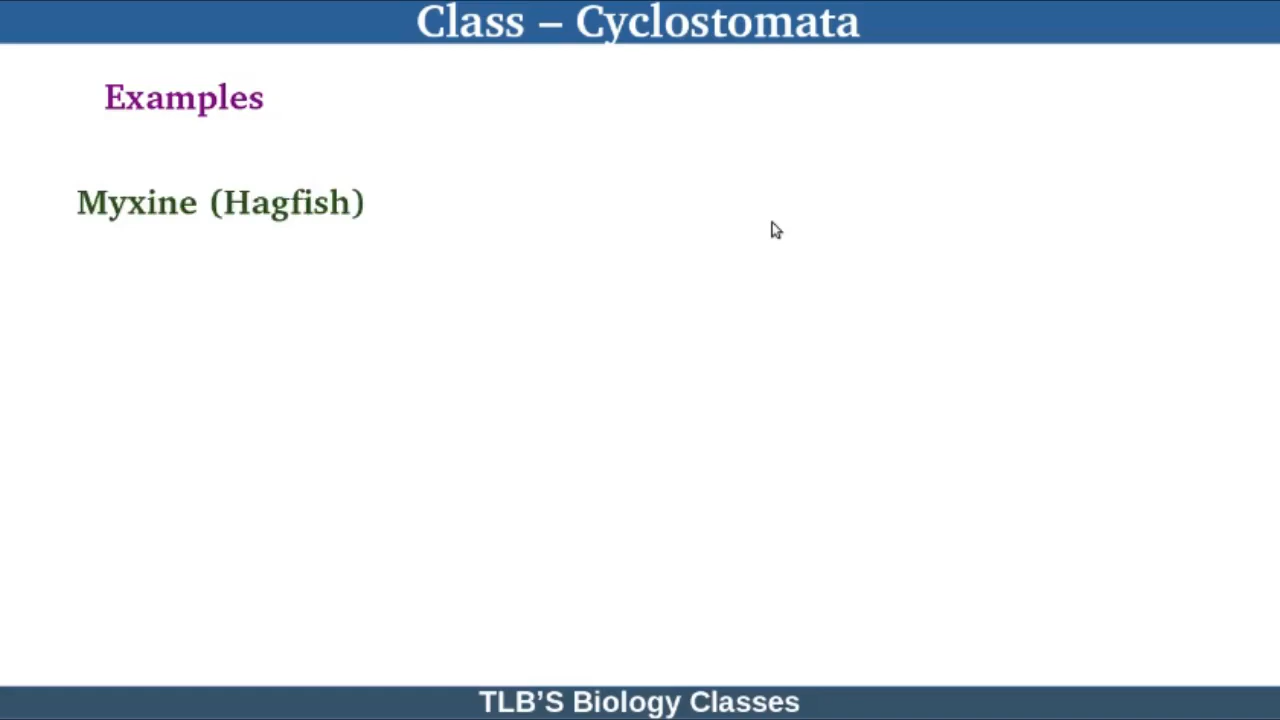 Class – Cyclostomata
Examples
Myxine (Hagfish)
TLB’S Biology Classes